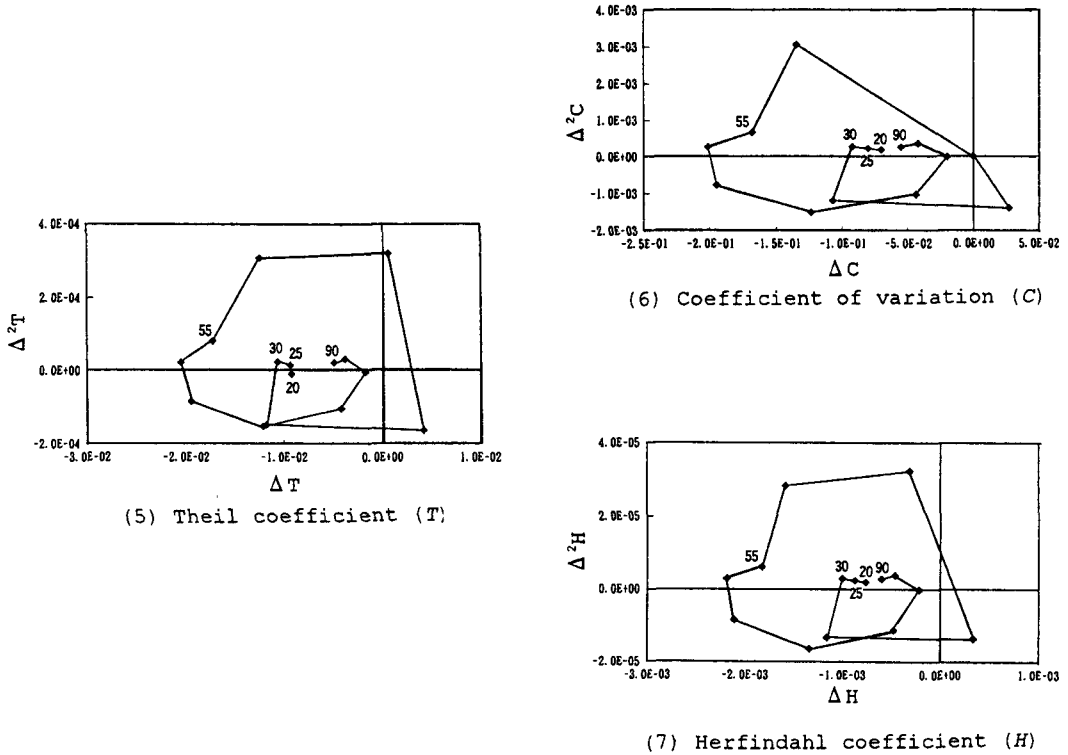 4.0E-04
2.0E-04
0.0E+00
-2.0E-04
Δ²T
55
30
25
20
90
-3.0E-02 -2.0E-02 -1.0E-02 0.0E+00 1.0E-02
ΔT
(5) Theil coefficient (T)
4.0E-03
3.0E-03
2.0E-03
1.0E-03
0.0E+00
-1.0E-03
-2.0E-03
Δ²C
55
30
25
20
90
-2.5E-01 -2.0E-01 -1.5E-01 -1.0E-01 -5.0E-02 0.0E+00 5.0E-02
ΔC
(6) Coefficient of variation (C)
4.0E-05
2.0E-05
0.0E+00
-2.0E-05
Δ²H
55
30
25
20
90
-3.0E-03 -2.0E-03 -1.0E-03 0.0E+00 1.0E-03
ΔH
(7) Herfindahl coefficient (H)